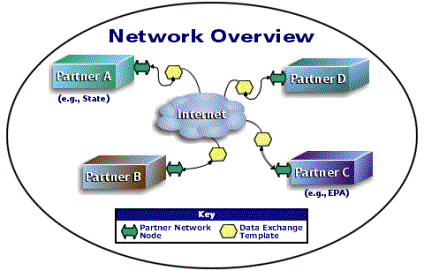 Network Overview
Partner A
(e.g., State)
Partner D
Internet
Partner B
Partner C
(e.g., EPA)
Key
Partner Network
Node
Data Exchange
Template